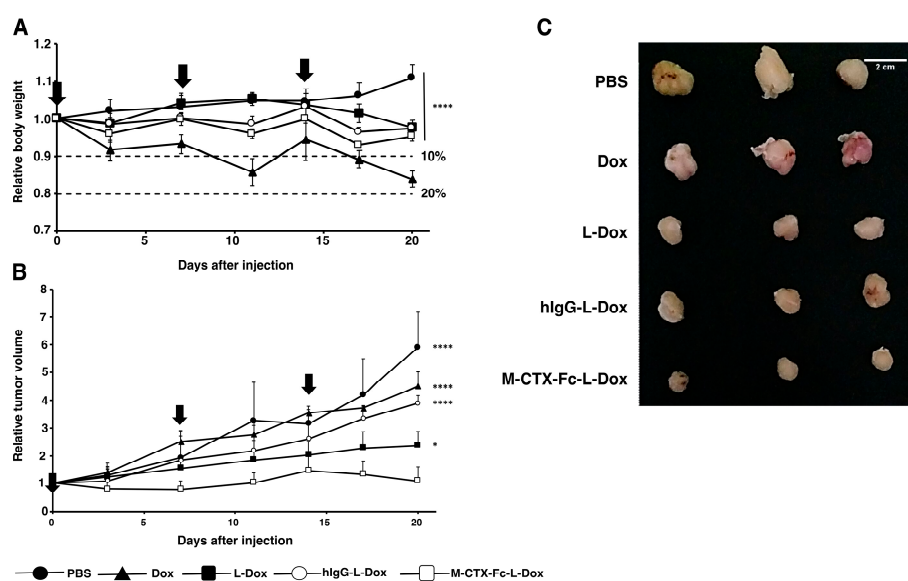 A
1.2
1.1
1.0
0.9
0.8
0.7
Relative body weight
****
10%
20%
0 5 10 15 20
Days after injection
B
8
7
6
5
4
3
2
1
0
Relative tumor volume
****
****
****
*
0 5 10 15 20
Days after injection
PBS Dox L-Dox hIgG-L-Dox M-CTX-Fc-L-Dox
C
2 cm
PBS
Dox
L-Dox
hIgG-L-Dox
M-CTX-Fc-L-Dox